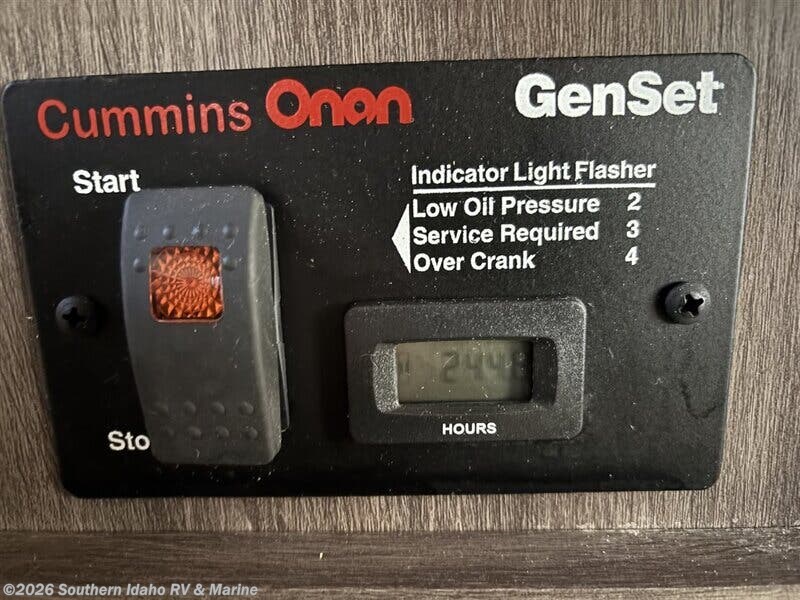 Cummins Onan GenSet
Start
Indicator Light Flasher
Low Oil Pressure 2
Service Required 3
Over Crank 4
HOURS
Sto
©2026 Southern Idaho RV & Marine